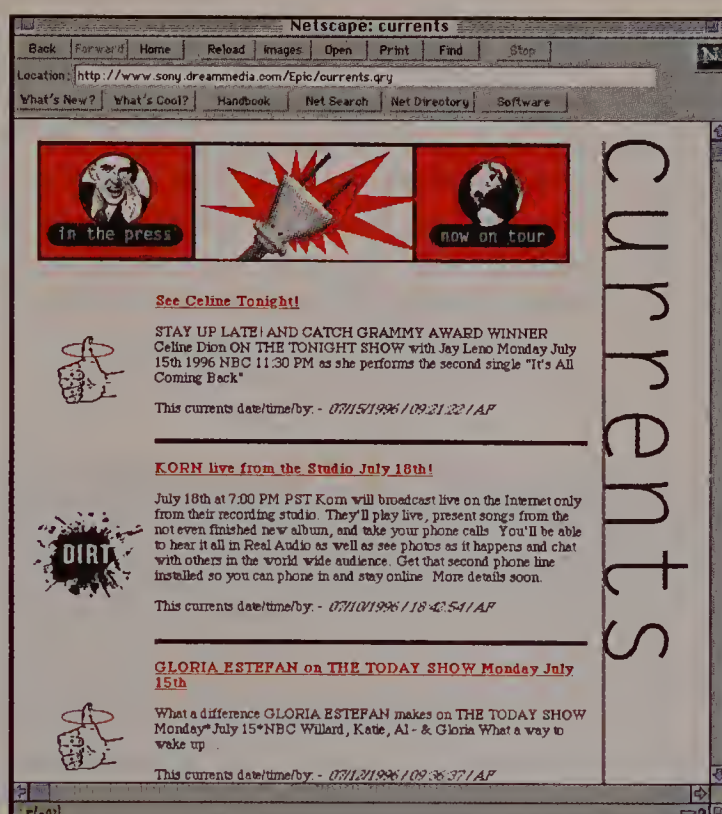 Netscape: currents
Back Forward Home Reload Images Open Print Find Stop
Location: http://www.sony.dreammedia.com/Epic/currents.qry
What's New? What's Cool? Handbook Net Search Net Directory Software
in the press
now on tour
currents
See Celine Tonight!
STAY UP LATE! AND CATCH GRAMMY AWARD WINNER
Celine Dion ON THE TONIGHT SHOW with Jay Leno Monday July
15th 1996 NBC 11:30 PM as she performs the second single "It's All
Coming Back"
This currents date/time/by: - 07/15/1996 / 09:21:22 / AF
KORN live from the Studio July 18th!
July 18th at 7:00 PM PST Korn will broadcast live on the Internet only
from their recording studio. They'll play live, present songs from the
not even finished new album, and take your phone calls You'll be able
to hear it all in Real Audio as well as see photos as it happens and chat
with others in the world wide audience. Get that second phone line
installed so you can phone in and stay online More details soon.
DIRT
This currents date/time/by: - 07/10/1996 / 18:42:54 / AF
GLORIA ESTEFAN on THE TODAY SHOW Monday July
15th
What a difference GLORIA ESTEFAN makes on THE TODAY SHOW
Monday*July 15*NBC Willard, Katie, Al - & Gloria What a way to
wake up
This currents date/time/by: - 07/12/1996 / 09:36:37 / AF